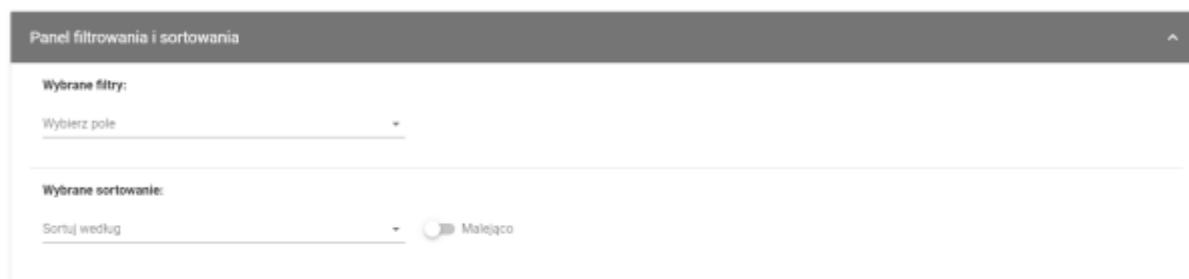 Panel filtrowania i sortowania
Wybrane filtry:
Wybierz pole
Wybrane sortowanie:
Sortuj według
Malejąco